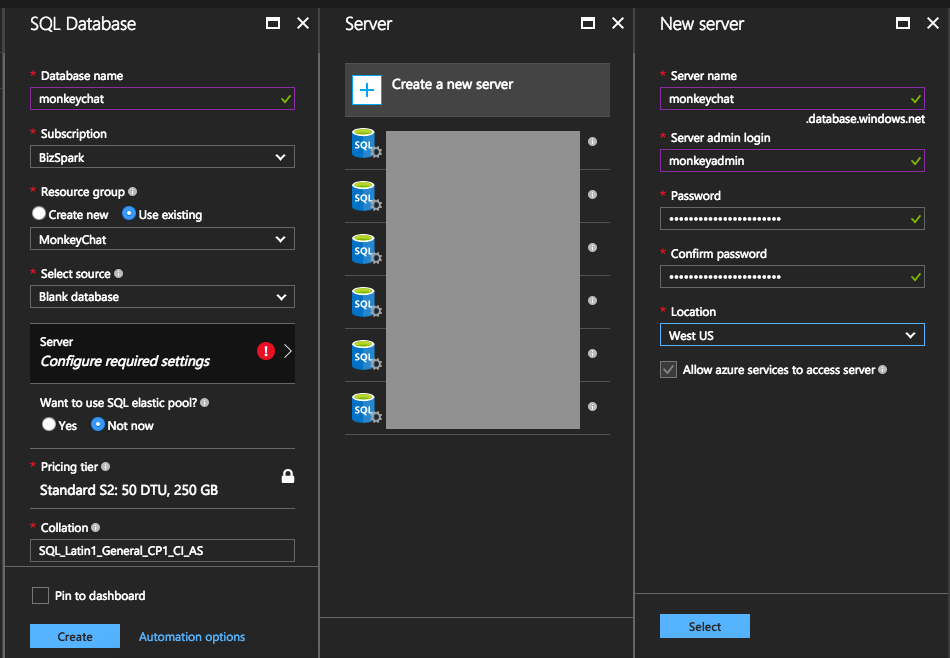 SQL Database
* Database name
monkeychat
* Subscription
BizSpark
* Resource group
Create new Use existing
MonkeyChat
* Select source
Blank database
Server
Configure required settings
Want to use SQL elastic pool?
Yes Not now
* Pricing tier
Standard S2: 50 DTU, 250 GB
* Collation
SQL_Latin1_General_CP1_CI_AS
Pin to dashboard
Create Automation options
Server
Create a new server
SQL
SQL
SQL
SQL
SQL
SQL
New server
* Server name
monkeychat
.database.windows.net
* Server admin login
monkeyadmin
* Password
* Confirm password
* Location
West US
Allow azure services to access server
Select